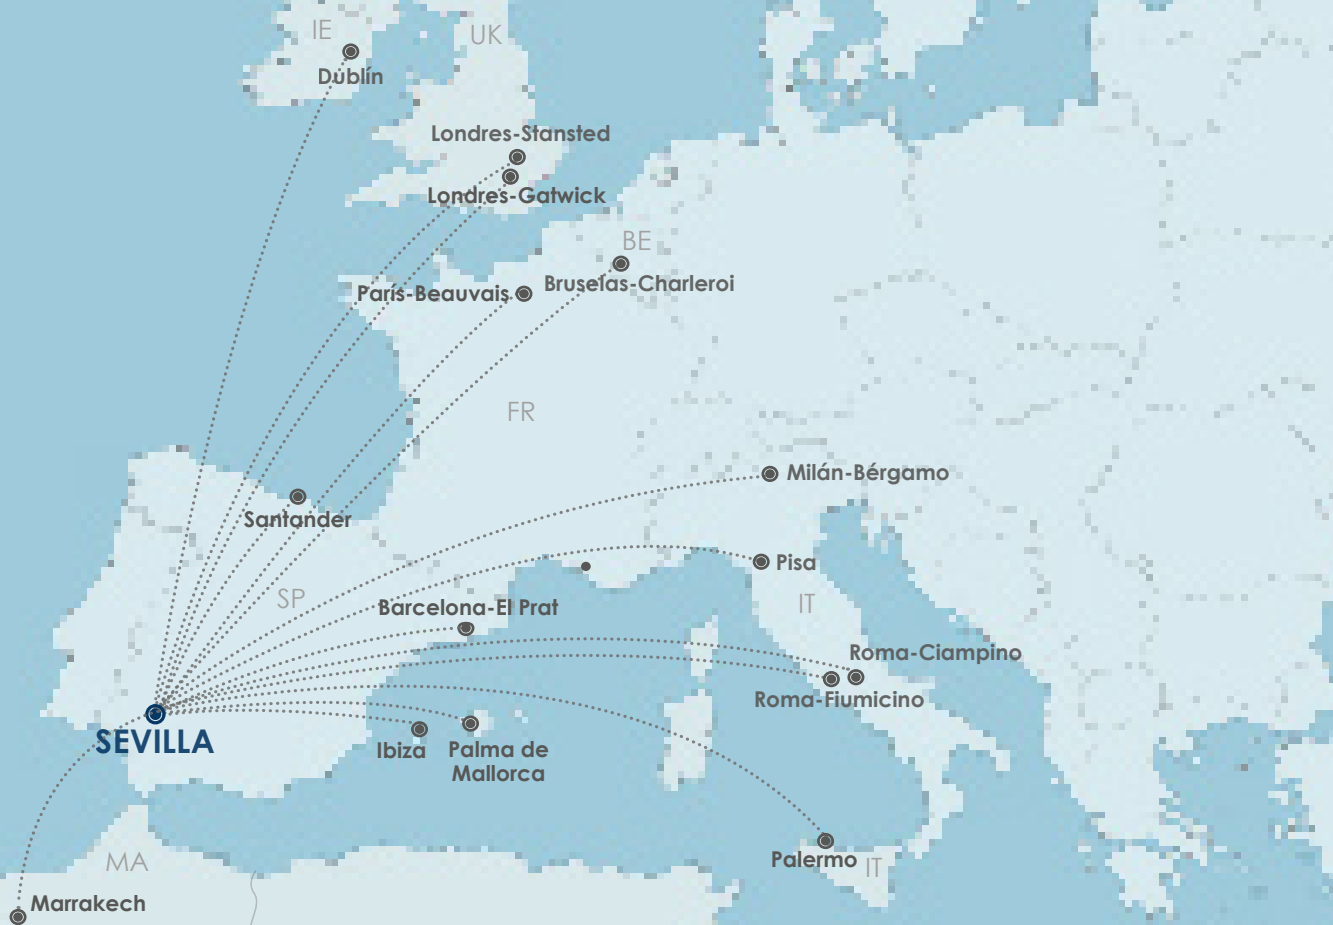 IE
UK
Dublín
Londres-Stansted
Londres-Gatwick
BE
Bruselas-Charleroi
París-Beauvais
FR
Milán-Bérgamo
Santander
Pisa
SP
Barcelona-El Prat
IT
Roma-Ciampino
Roma-Fiumicino
SEVILLA
Ibiza
Palma de
Mallorca
Palermo
IT
MA
Marrakech